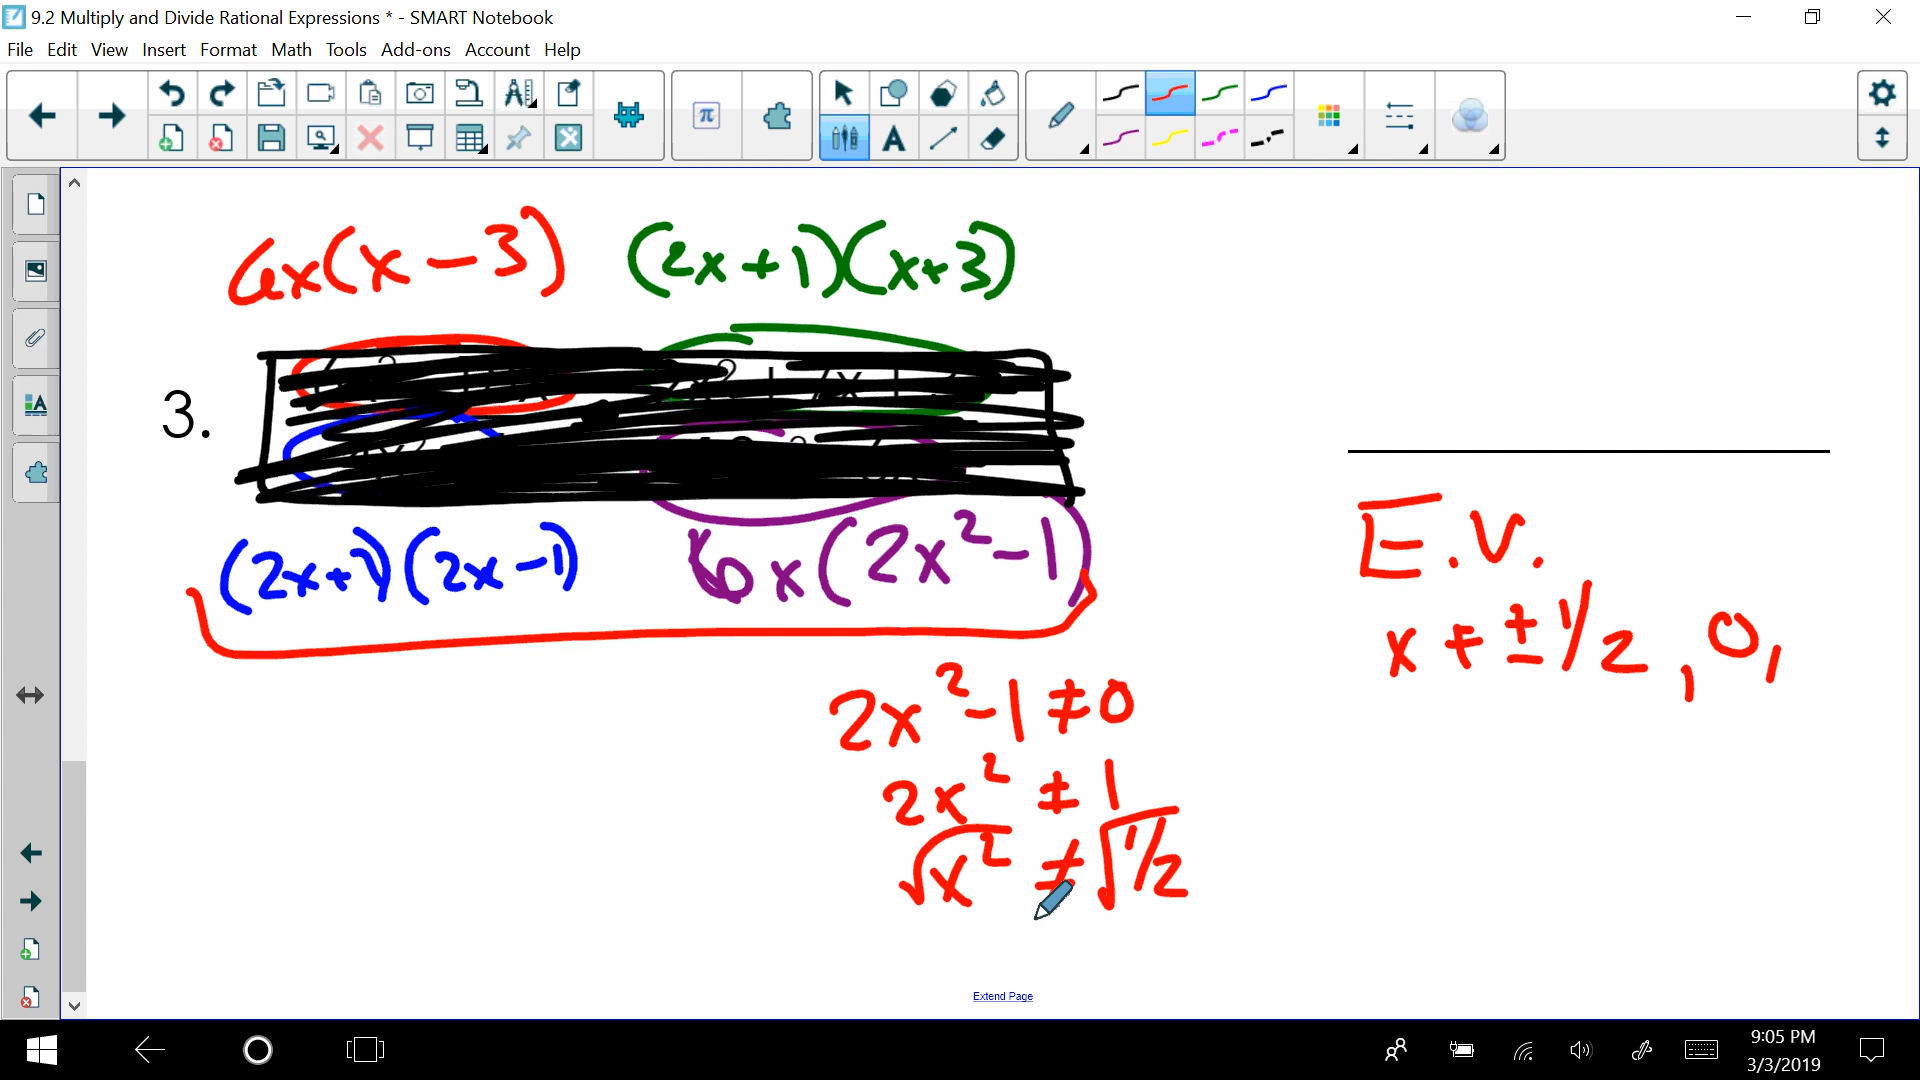 9.2 Multiply and Divide Rational Expressions * - SMART Notebook
File Edit View Insert Format Math Tools Add-ons Account Help
6x(x-3) (2x+1)(x+3)
3.
(2x+1)(2x-1) 6x(2x²-1)
E.V.
x ≠ ±1/2, 0,
2x²-1≠0
2x² ≠ 1
√x² ≠ √1/2
Extend Page
9:05 PM
3/3/2019